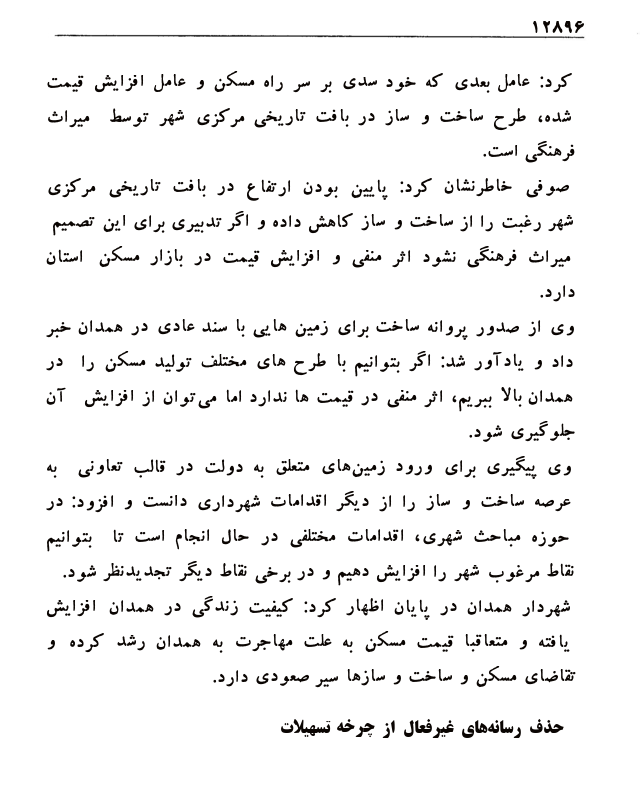 ۱۲۸۹۶
کرد: عامل بعدی که خود سدی بر سر راه مسکن و عامل افزایش قیمت
شده، طرح ساخت و ساز در بافت تاریخی مرکزی شهر توسط میراث
فرهنگی است.
صوفی خاطرنشان کرد: پایین بودن ارتفاع در بافت تاریخی مرکزی
شهر رغبت را از ساخت و ساز کاهش داده و اگر تدبیری برای این تصمیم
میراث فرهنگی نشود اثر منفی و افزایش قیمت در بازار مسکن استان
دارد.
وی از صدور پروانه ساخت برای زمین هایی با سند عادی در همدان خبر
داد و یادآور شد: اگر بتوانیم با طرح های مختلف تولید مسکن را در
همدان بالا ببریم، اثر منفی در قیمت ها ندارد اما می‌توان از افزایش آن
جلوگیری شود.
وی پیگیری برای ورود زمین‌های متعلق به دولت در قالب تعاونی به
عرصه ساخت و ساز را از دیگر اقدامات شهرداری دانست و افزود: در
حوزه مباحث شهری، اقدامات مختلفی در حال انجام است تا بتوانیم
نقاط مرغوب شهر را افزایش دهیم و در برخی نقاط دیگر تجدیدنظر شود.
شهردار همدان در پایان اظهار کرد: کیفیت زندگی در همدان افزایش
یافته و متعاقبا قیمت مسکن به علت مهاجرت به همدان رشد کرده و
تقاضای مسکن و ساخت و سازها سیر صعودی دارد.
حذف رسانه‌های غیرفعال از چرخه تسهیلات